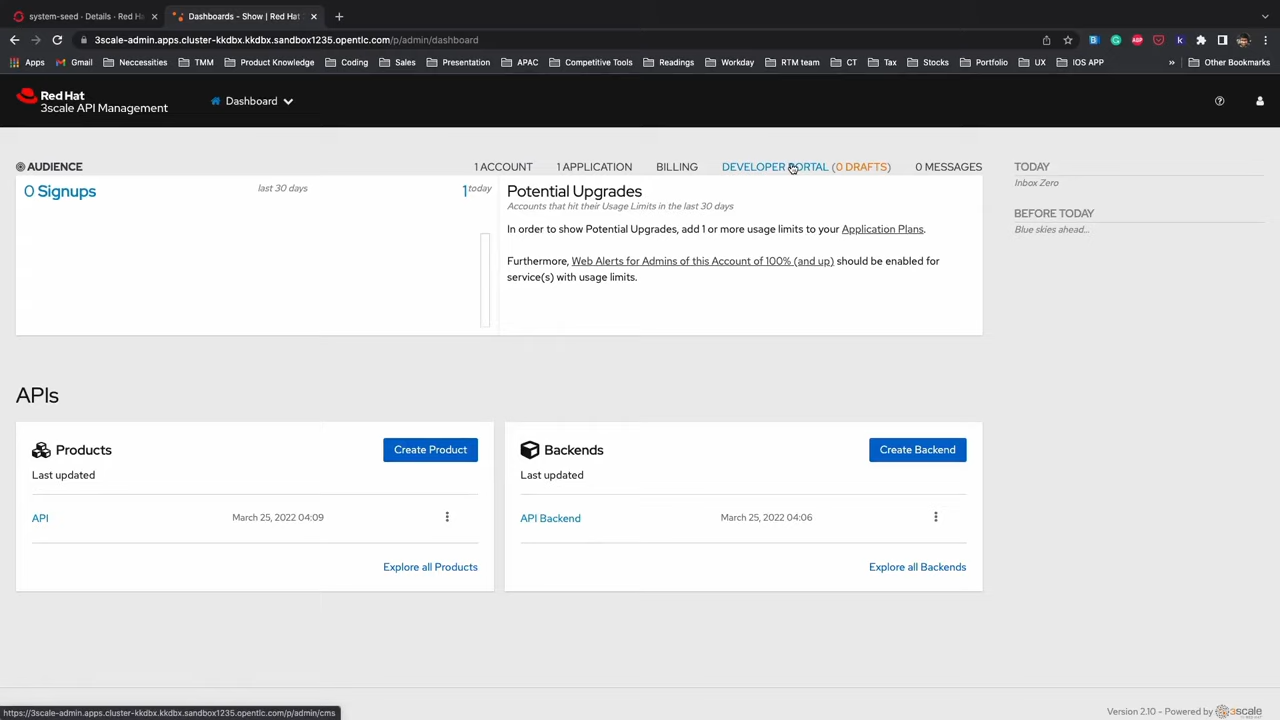 system-seed · Details · Red Ha
Dashboards - Show | Red Hat
3scale-admin.apps.cluster-kkdbx.kkdbx.sandbox1235.opentlc.com/p/admin/dashboard
Apps Gmail Neccessities TMM Product Knowledge Coding Sales Presentation APAC Competitive Tools Readings Workday RTM team CT Tax Stocks Portfolio UX IOS APP » Other Bookmarks
Red Hat
3scale API Management
Dashboard
AUDIENCE
1 ACCOUNT 1 APPLICATION BILLING DEVELOPER PORTAL (0 DRAFTS) 0 MESSAGES
0 Signups last 30 days 1 today
Potential Upgrades
Accounts that hit their Usage Limits in the last 30 days
In order to show Potential Upgrades, add 1 or more usage limits to your Application Plans.
Furthermore, Web Alerts for Admins of this Account of 100% (and up) should be enabled for
service(s) with usage limits.
TODAY
Inbox Zero
BEFORE TODAY
Blue skies ahead...
APIs
Products Create Product
Last updated
API March 25, 2022 04:09
Explore all Products
Backends Create Backend
Last updated
API Backend March 25, 2022 04:06
Explore all Backends
https://3scale-admin.apps.cluster-kkdbx.kkdbx.sandbox1235.opentlc.com/p/admin/cms
Version 2.10 - Powered by 3scale